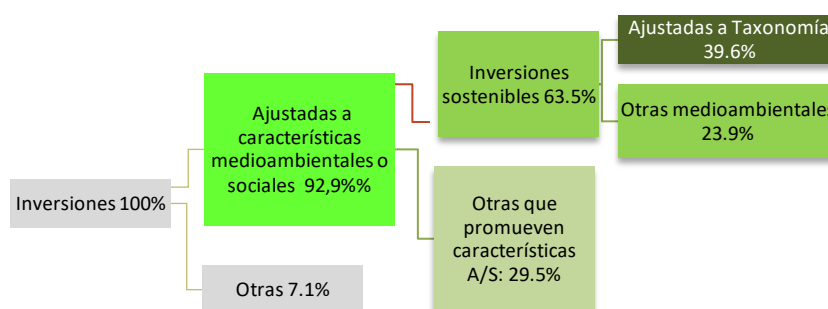 Inversiones 100%
Ajustadas a
características
medioambientales o
sociales 92,9%%
Otras 7.1%
Inversiones
sostenibles 63.5%
Otras que
promueven
características
A/S: 29.5%
Ajustadas a Taxonomía
39.6%
Otras medioambientales
23.9%